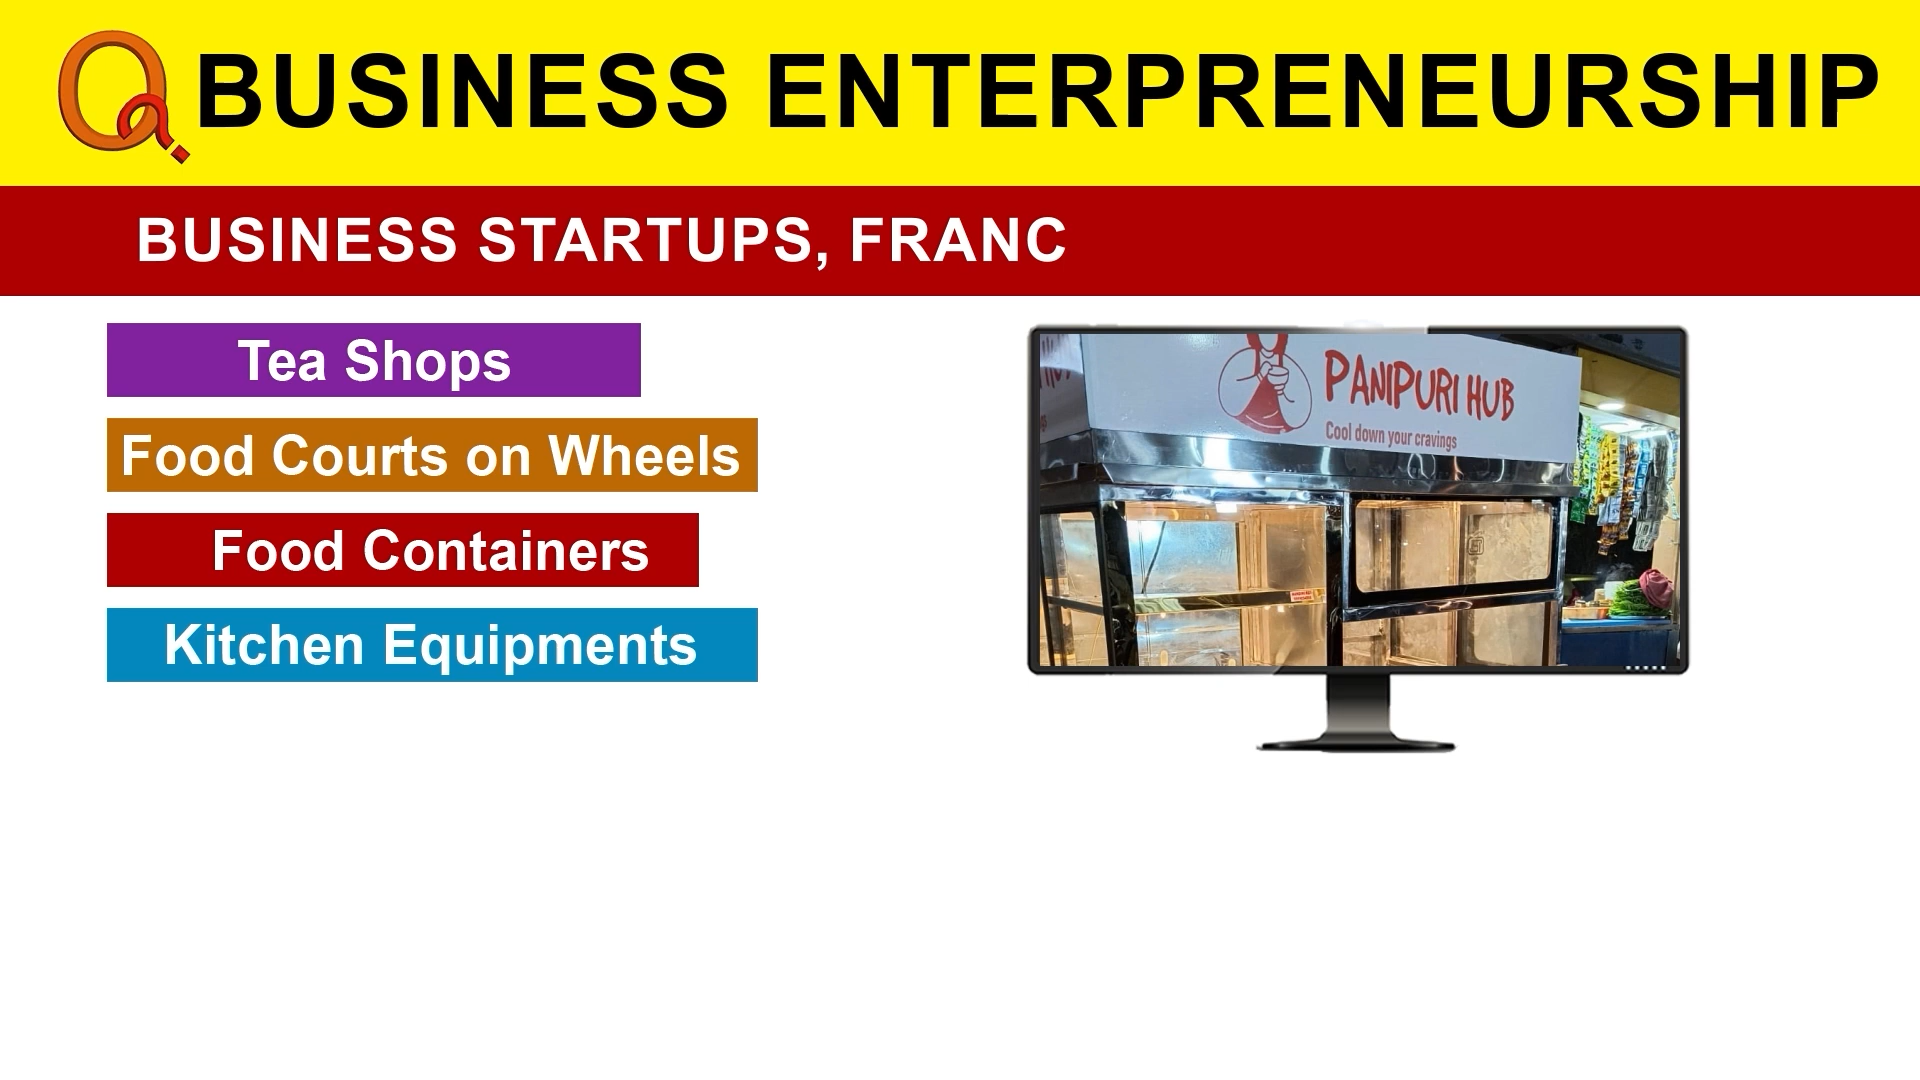 BUSINESS ENTERPRENEURSHIP
BUSINESS STARTUPS, FRANC
Tea Shops
Food Courts on Wheels
Food Containers
Kitchen Equipments
PANIPURI HUB
Cool down your cravings